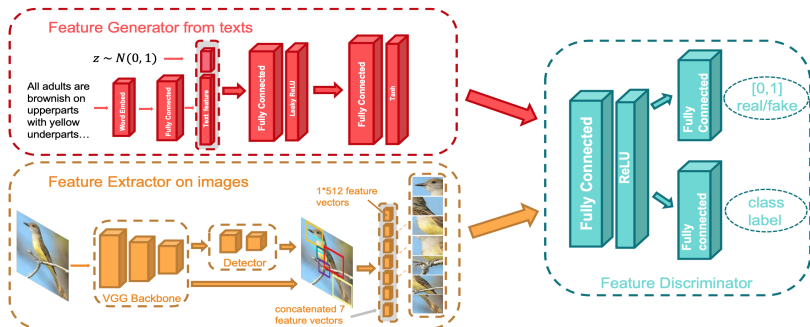 Feature Generator from texts
z ~ N(0, 1)
All adults are
brownish on
upperparts
with yellow
underparts...
Word Embed
Fully Connected
Text feature
Fully Connected
Leaky ReLU
Fully Connected
Tanh
Feature Extractor on images
1*512 feature
vectors
VGG Backbone
Detector
concatenated 7
feature vectors
Fully Connected
ReLU
Fully
Connected
[0,1]
real/fake
Fully
connected
class
label
Feature Discriminator